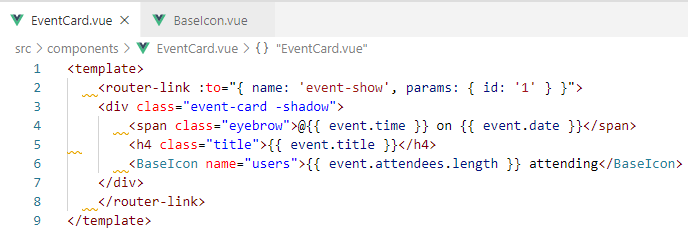 EventCard.vue × BaseIcon.vue
src > components > EventCard.vue > {} "EventCard.vue"
1 <template>
2 <router-link :to="{ name: 'event-show', params: { id: '1' } }">
3 <div class="event-card -shadow">
4 <span class="eyebrow">@{{ event.time }} on {{ event.date }}</span>
5 <h4 class="title">{{ event.title }}</h4>
6 <BaseIcon name="users">{{ event.attendees.length }} attending</BaseIcon>
7 </div>
8 </router-link>
9 </template>